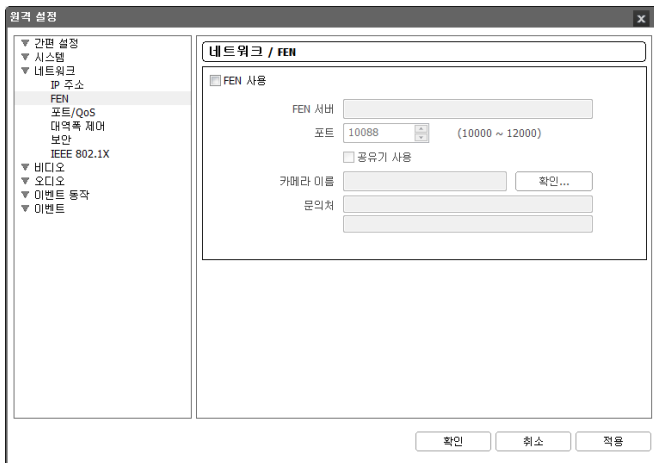 원격 설정
간편 설정
시스템
네트워크
IP 주소
FEN
포트/QoS
대역폭 제어
보안
IEEE 802.1X
비디오
오디오
이벤트 동작
이벤트
네트워크 / FEN
FEN 사용
FEN 서버
포트 10088 (10000 ~ 12000)
공유기 사용
카메라 이름 확인...
문의처
확인 취소 적용